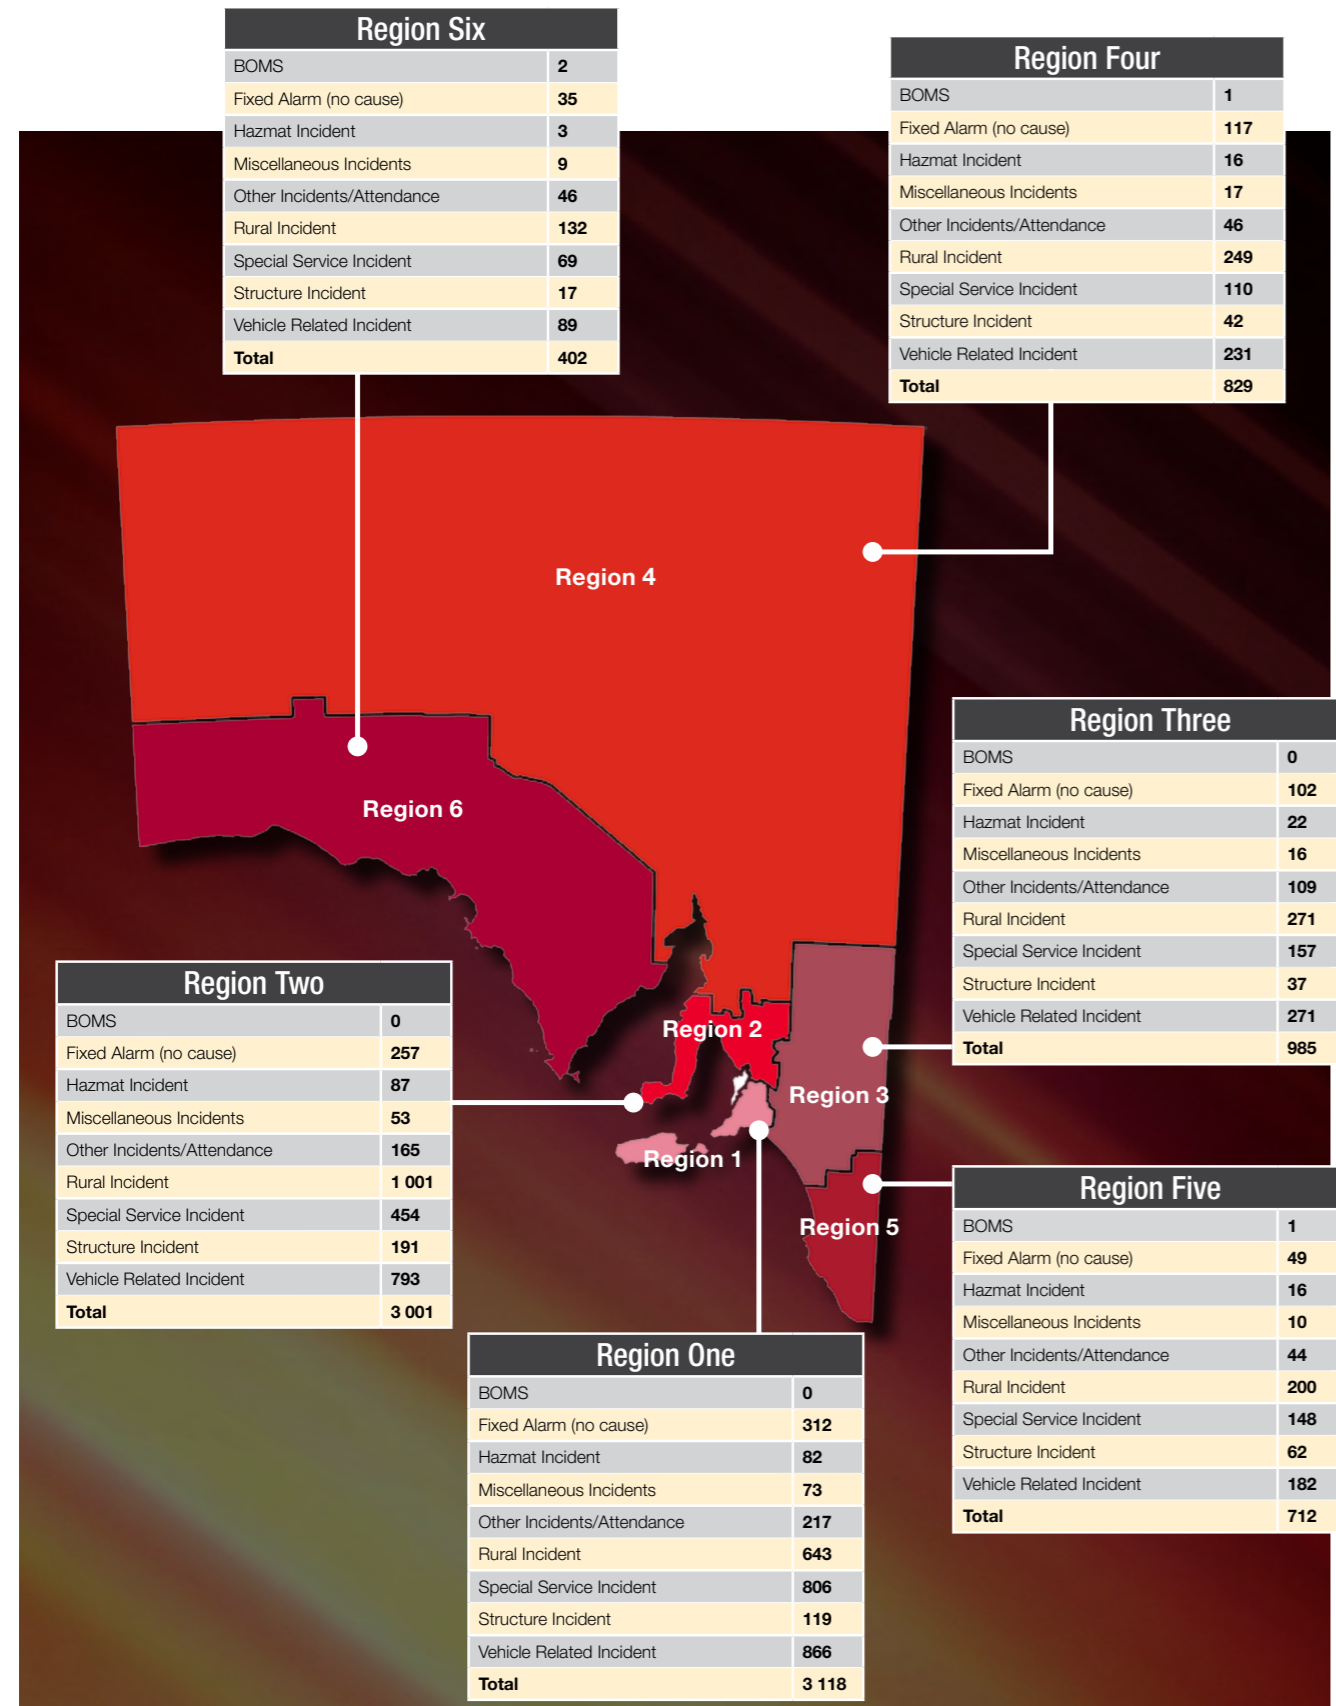 Region Six
BOMS 2
Fixed Alarm (no cause) 35
Hazmat Incident 3
Miscellaneous Incidents 9
Other Incidents/Attendance 46
Rural Incident 132
Special Service Incident 69
Structure Incident 17
Vehicle Related Incident 89
Total 402
Region Four
BOMS 1
Fixed Alarm (no cause) 117
Hazmat Incident 16
Miscellaneous Incidents 17
Other Incidents/Attendance 46
Rural Incident 249
Special Service Incident 110
Structure Incident 42
Vehicle Related Incident 231
Total 829
Region 4
Region 6
Region Three
BOMS 0
Fixed Alarm (no cause) 102
Hazmat Incident 22
Miscellaneous Incidents 16
Other Incidents/Attendance 109
Rural Incident 271
Special Service Incident 157
Structure Incident 37
Vehicle Related Incident 271
Total 985
Region Two
BOMS 0
Fixed Alarm (no cause) 257
Hazmat Incident 87
Miscellaneous Incidents 53
Other Incidents/Attendance 165
Rural Incident 1 001
Special Service Incident 454
Structure Incident 191
Vehicle Related Incident 793
Total 3 001
Region 2
Region 3
Region 1
Region 5
Region Five
BOMS 1
Fixed Alarm (no cause) 49
Hazmat Incident 16
Miscellaneous Incidents 10
Other Incidents/Attendance 44
Rural Incident 200
Special Service Incident 148
Structure Incident 62
Vehicle Related Incident 182
Total 712
Region One
BOMS 0
Fixed Alarm (no cause) 312
Hazmat Incident 82
Miscellaneous Incidents 73
Other Incidents/Attendance 217
Rural Incident 643
Special Service Incident 806
Structure Incident 119
Vehicle Related Incident 866
Total 3 118